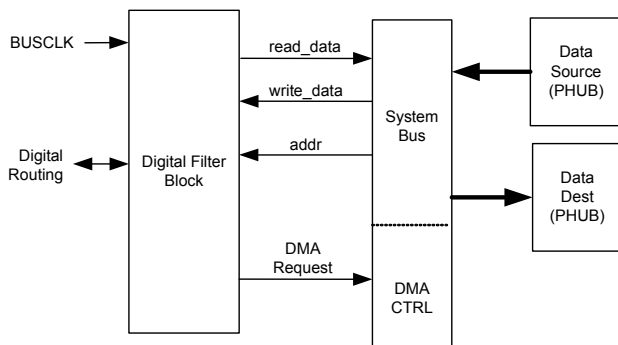 BUSCLK
Digital
Routing
Digital Filter
Block
read_data
write_data
addr
DMA
Request
System
Bus
DMA
CTRL
Data
Source
(PHUB)
Data
Dest
(PHUB)